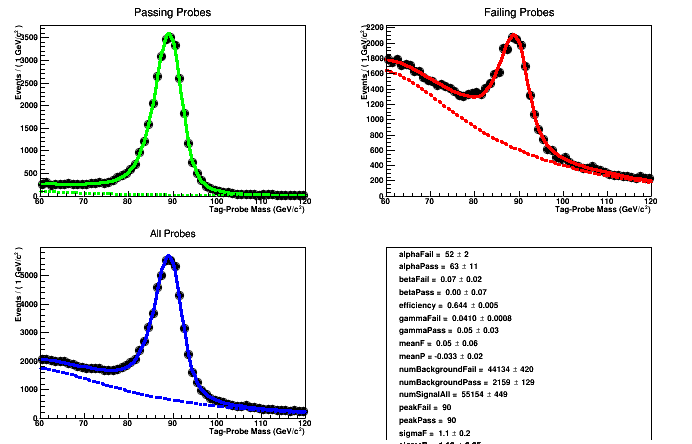 Passing Probes
Events / ( 1 GeV/c²)
3500
3000
2500
2000
1500
1000
500
0
60 70 80 90 100 110 120
Tag-Probe Mass (GeV/c²)
Failing Probes
Events / ( 1 GeV/c²)
2200
2000
1800
1600
1400
1200
1000
800
600
400
200
0
60 70 80 90 100 110 120
Tag-Probe Mass (GeV/c²)
All Probes
Events / ( 1 GeV/c²)
5000
4000
3000
2000
1000
0
60 70 80 90 100 110 120
Tag-Probe Mass (GeV/c²)
alphaFail = 52 ± 2
alphaPass = 63 ± 11
betaFail = 0.07 ± 0.02
betaPass = 0.00 ± 0.07
efficiency = 0.644 ± 0.005
gammaFail = 0.0410 ± 0.0008
gammaPass = 0.05 ± 0.03
meanF = 0.05 ± 0.06
meanP = -0.033 ± 0.02
numBackgroundFail = 44134 ± 420
numBackgroundPass = 2159 ± 129
numSignalAll = 55154 ± 449
peakFail = 90
peakPass = 90
sigmaF = 1.1 ± 0.2